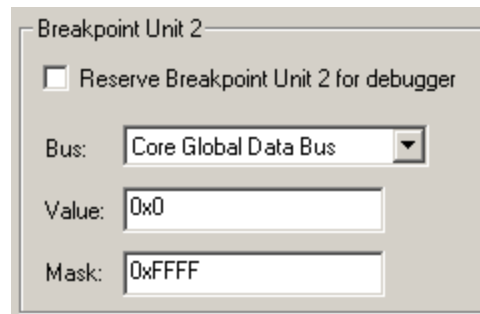 Breakpoint Unit 2
Reserve Breakpoint Unit 2 for debugger
Bus: Core Global Data Bus
Value: 0x0
Mask: 0xFFFF